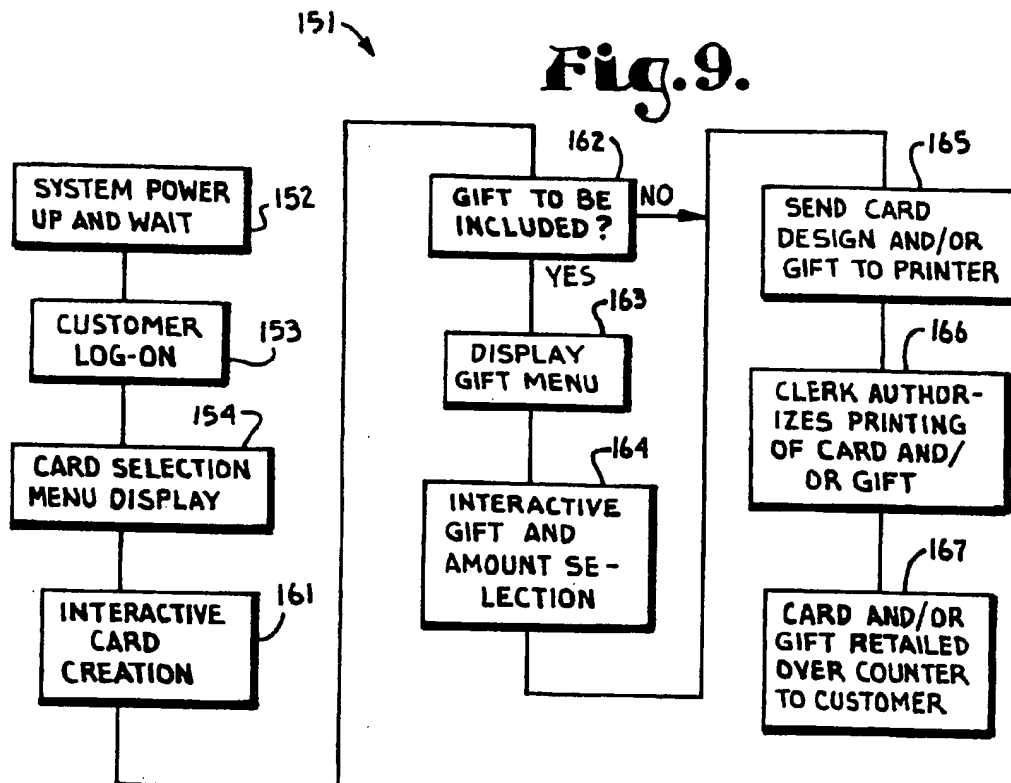 151
Fig.9.
SYSTEM POWER
UP AND WAIT
152
CUSTOMER
LOG-ON
153
154
CARD SELECTION
MENU DISPLAY
INTERACTIVE
CARD
CREATION
161
162
GIFT TO BE
INCLUDED?
NO
YES
163
DISPLAY
GIFT MENU
164
INTERACTIVE
GIFT AND
AMOUNT SE-
LECTION
165
SEND CARD
DESIGN AND/OR
GIFT TO PRINTER
166
CLERK AUTHOR-
IZES PRINTING
OF CARD AND/
OR GIFT
167
CARD AND/OR
GIFT RETAILED
OVER COUNTER
TO CUSTOMER